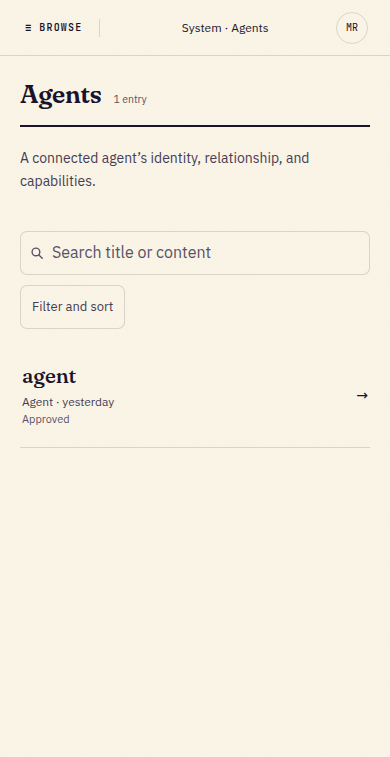 ≡ BROWSE
System · Agents
MR
Agents
1 entry
A connected agent’s identity, relationship, and
capabilities.
Search title or content
Filter and sort
agent
Agent · yesterday
Approved
→